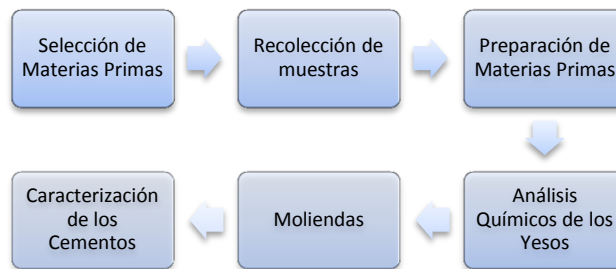 Selección de
Materias Primas
Recolección de
muestras
Preparación de
Materias Primas
Análisis
Químicos de los
Yesos
Moliendas
Caracterización
de los
Cementos